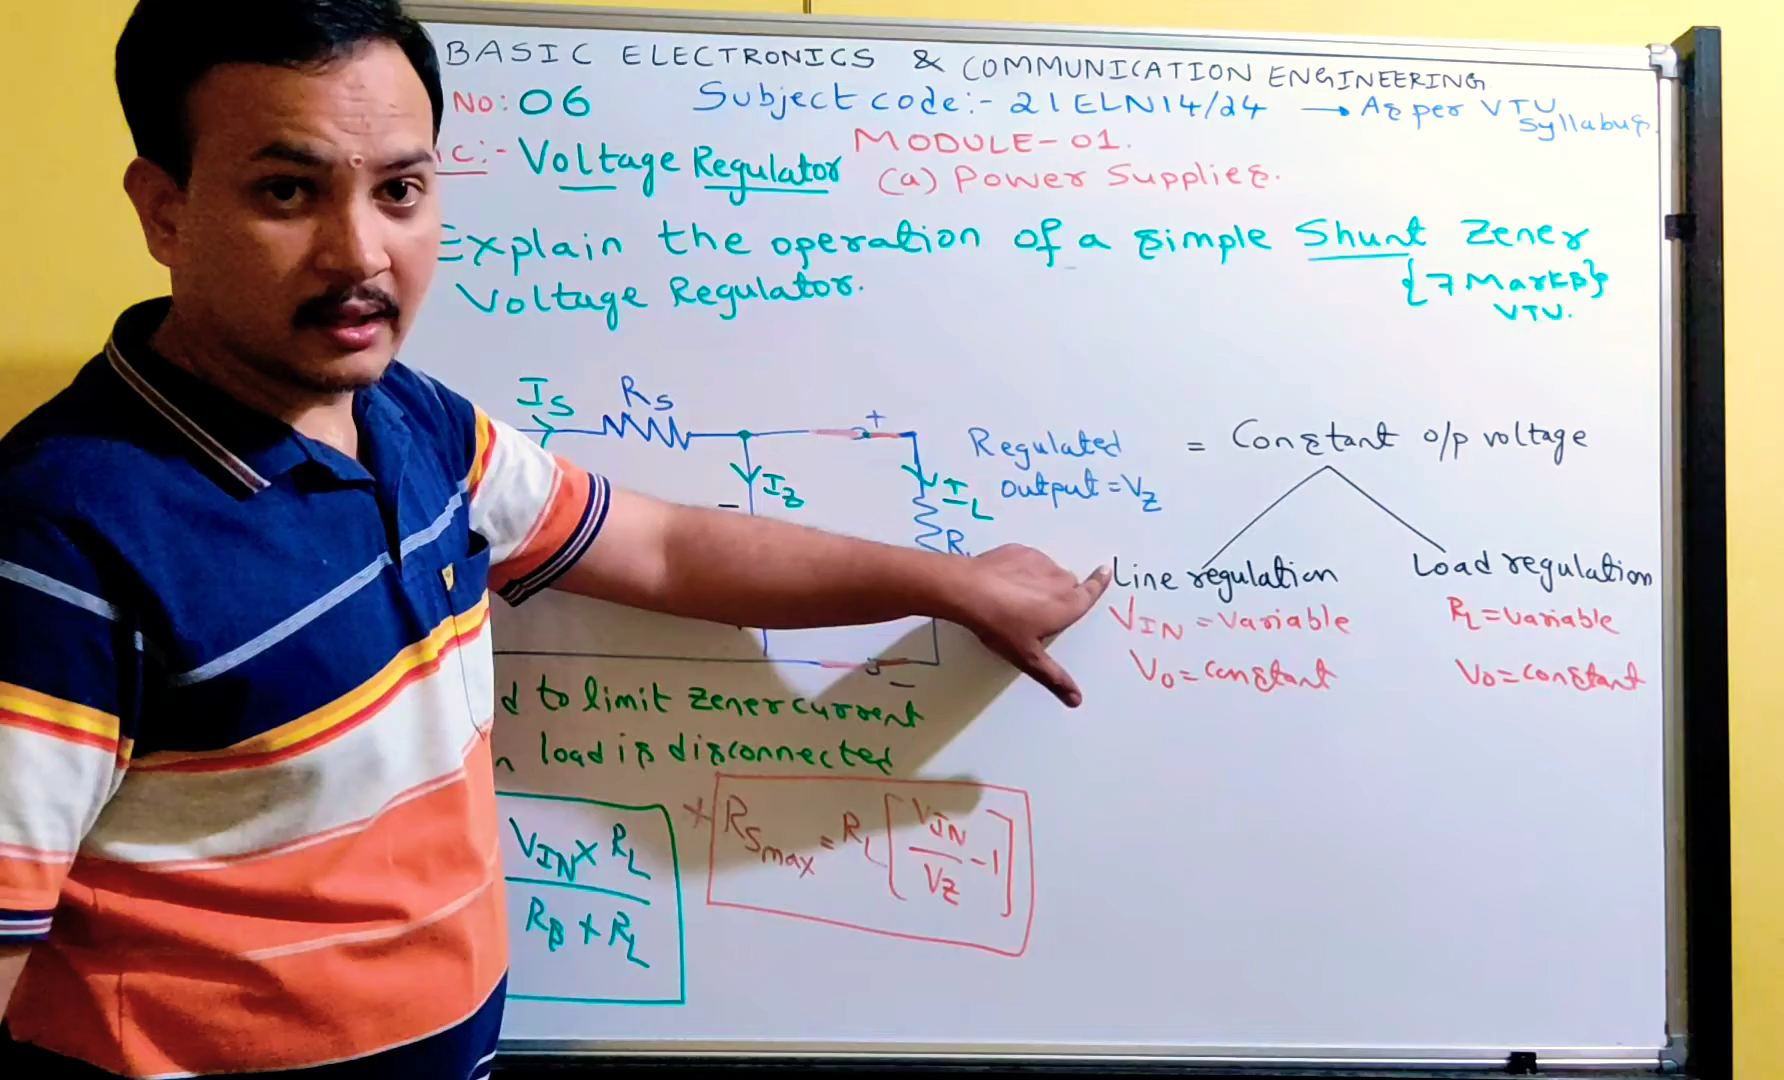 BASIC ELECTRONICS & COMMUNICATION ENGINEERING
No: 06 Subject code:- 21ELN14/24 → As per VTU Syllabus.
MODULE-01.
Voltage Regulator (a) Power Supplies.
Explain the operation of a simple Shunt Zener
Voltage Regulator. {7 Marks}
VTU.
Is Rs
+
Iz
IL
−
R
−
Regulated output = Vz = Constant o/p voltage
Line regulation Load regulation
VIN = variable RL = variable
Vo = constant Vo = constant
to limit zener current
load is disconnected
VIN × RL
Rs + RL
* RSmax = RL [VIN/VZ - 1]